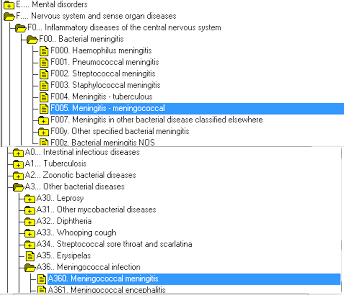 E.... Mental disorders
F.... Nervous system and sense organ diseases
F0... Inflammatory diseases of the central nervous system
F00.. Bacterial meningitis
F000. Haemophilus meningitis
F001. Pneumococcal meningitis
F002. Streptococcal meningitis
F003. Staphylococcal meningitis
F004. Meningitis - tuberculous
F005. Meningitis - meningococcal
F007. Meningitis in other bacterial disease classified elsewhere
F00y. Other specified bacterial meningitis
F00z. Bacterial meningitis NOS
A0... Intestinal infectious diseases
A1... Tuberculosis
A2... Zoonotic bacterial diseases
A3... Other bacterial diseases
A30.. Leprosy
A31.. Other mycobacterial diseases
A32.. Diphtheria
A33.. Whooping cough
A34.. Streptococcal sore throat and scarlatina
A35.. Erysipelas
A36.. Meningococcal infection
A360. Meningococcal meningitis
A361. Meningococcal encephalitis